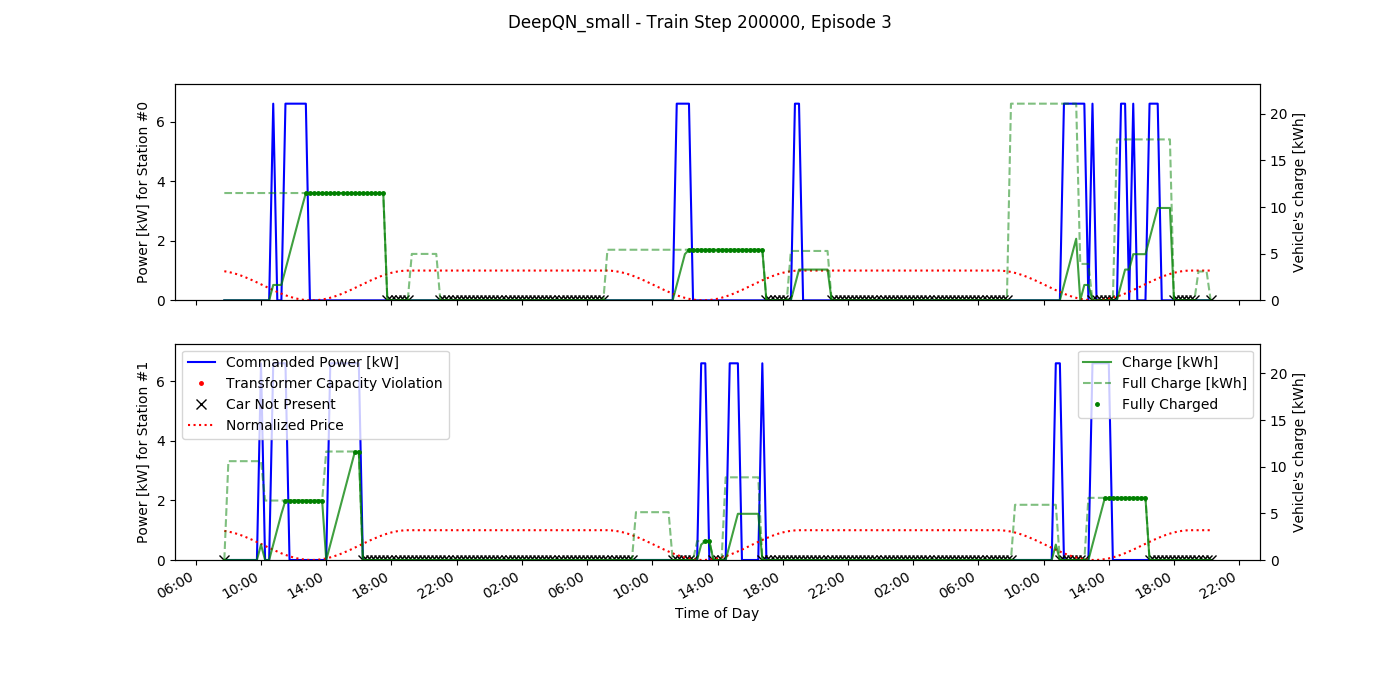 DeepQN_small - Train Step 200000, Episode 3
Power [kW] for Station #0
6
4
2
0
20
15
10
5
0
Vehicle's charge [kWh]
Power [kW] for Station #1
6
4
2
0
Commanded Power [kW]
Transformer Capacity Violation
Car Not Present
Normalized Price
Charge [kWh]
Full Charge [kWh]
Fully Charged
20
15
10
5
0
Vehicle's charge [kWh]
06:00 10:00 14:00 18:00 22:00 02:00 06:00 10:00 14:00 18:00 22:00 02:00 06:00 10:00 14:00 18:00 22:00
Time of Day